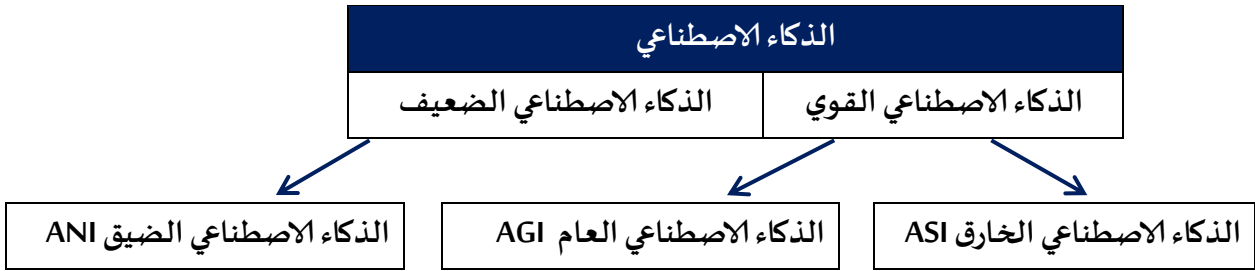 الذكاء الاصطناعي
الذكاء الاصطناعي القوي
الذكاء الاصطناعي الضعيف
الذكاء الاصطناعي الخارق ASI
الذكاء الاصطناعي العام AGI
الذكاء الاصطناعي الضيق ANI